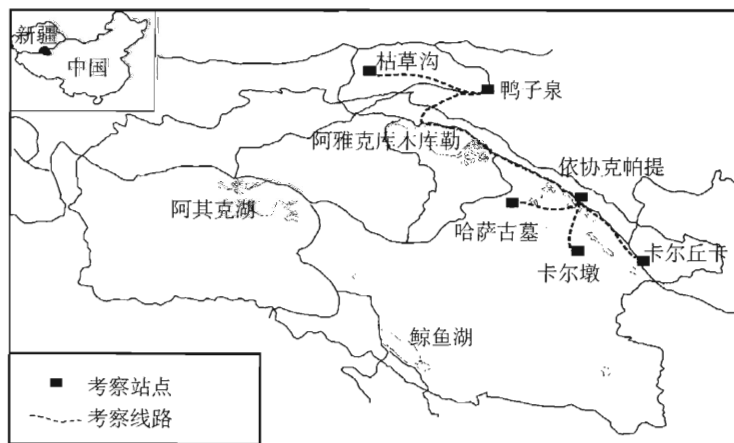 新疆
中国
枯草沟
鸭子泉
阿雅克库木库勒
依协克帕提
阿其克湖
哈萨古墓
卡尔丘卡
卡尔墩
鲸鱼湖
考察站点
考察线路